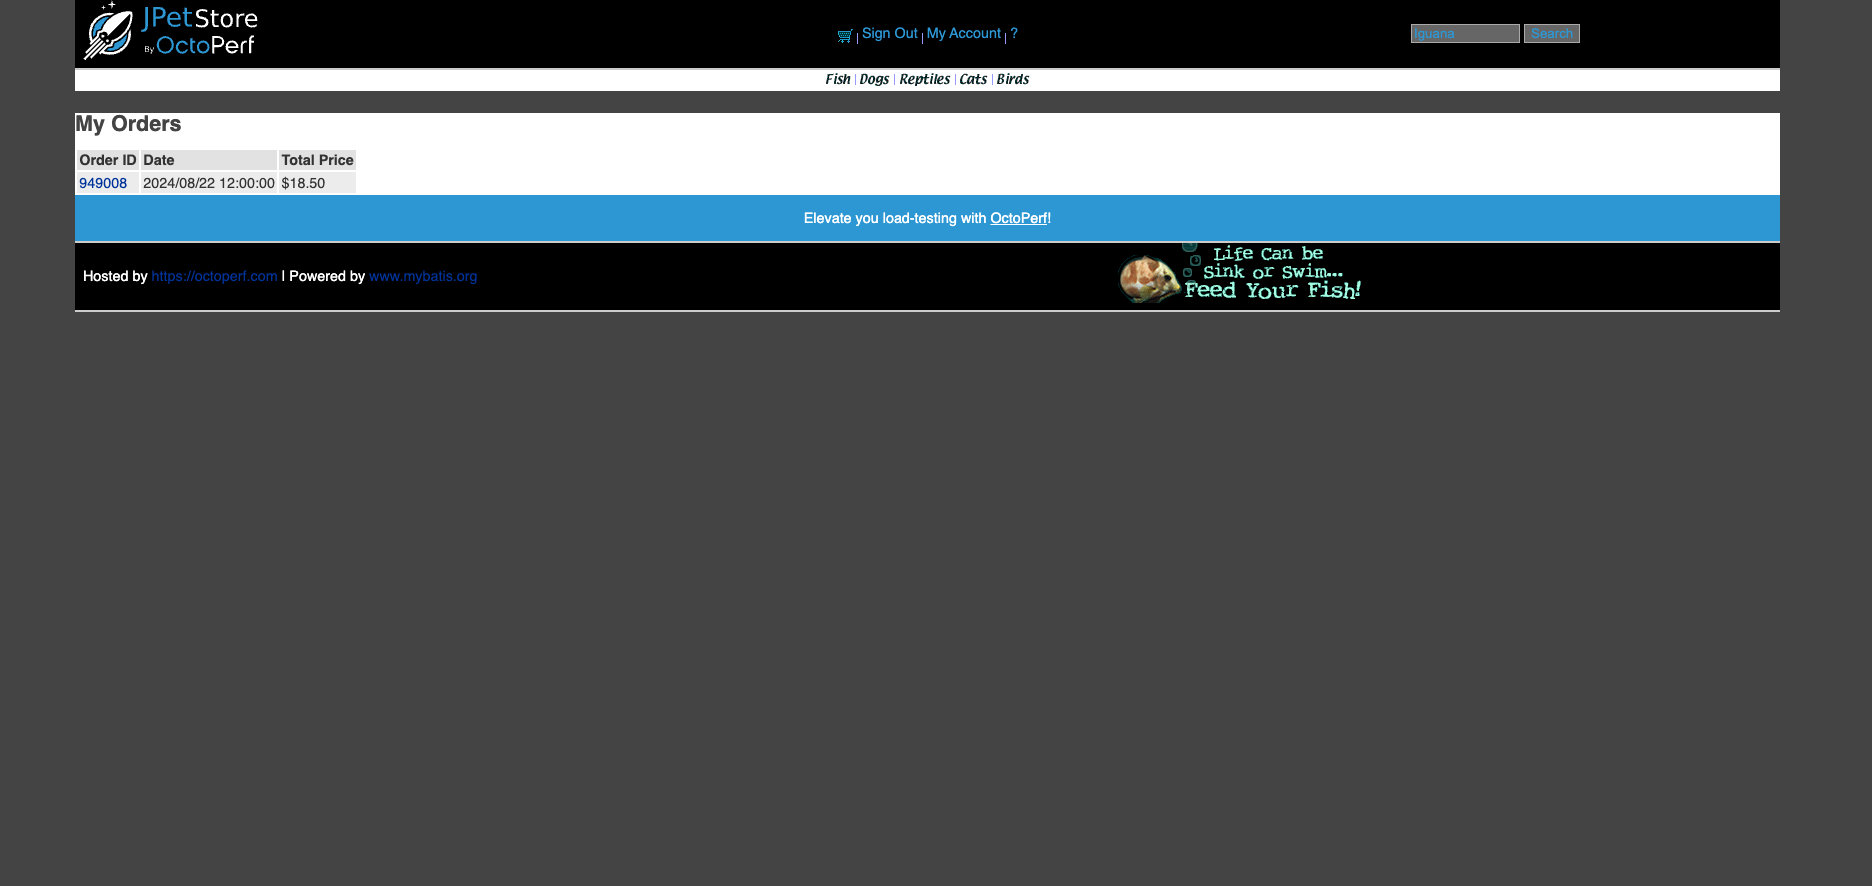 JPetStore
By OctoPerf
Sign Out | My Account | ?
Iguana
Search
Fish | Dogs | Reptiles | Cats | Birds
My Orders
Order ID Date Total Price
949008 2024/08/22 12:00:00 $18.50
Elevate you load-testing with OctoPerf!
Hosted by https://octoperf.com | Powered by www.mybatis.org
Life Can be
Sink or Swim...
Feed Your Fish!